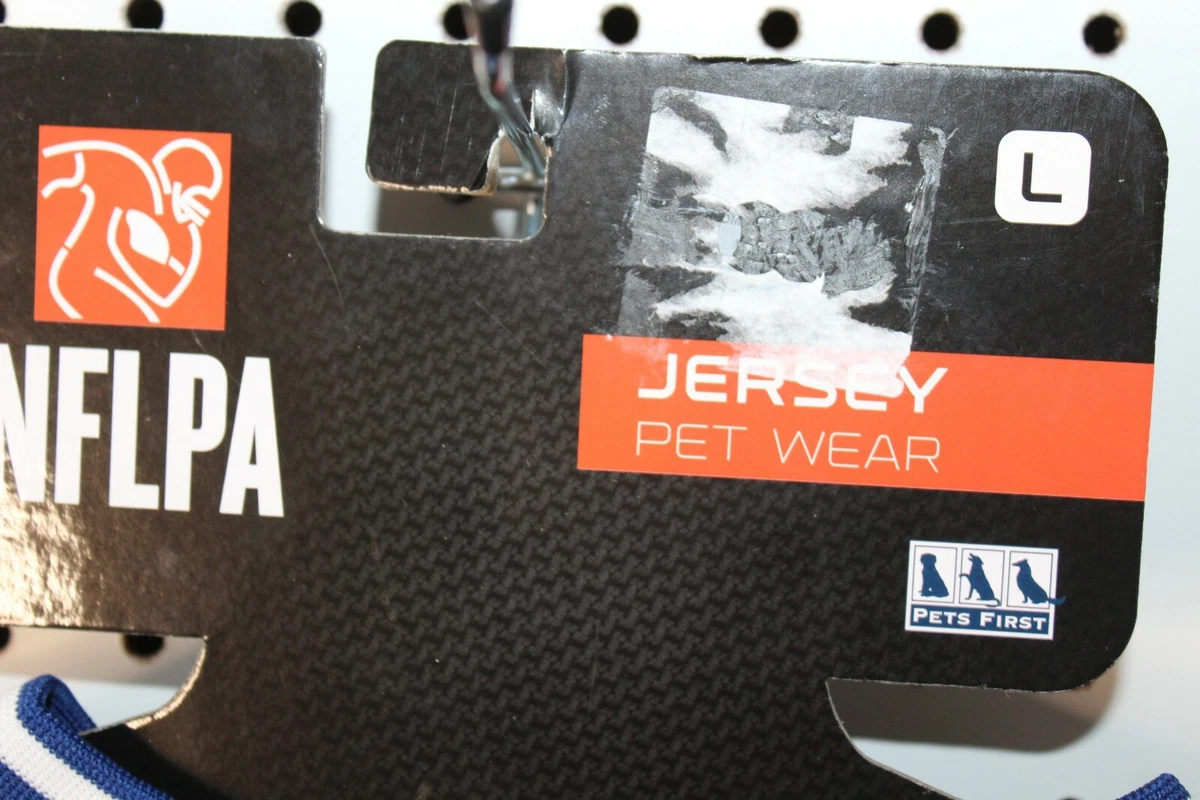 NFLPA
L
JERSEY
PET WEAR
PETS FIRST